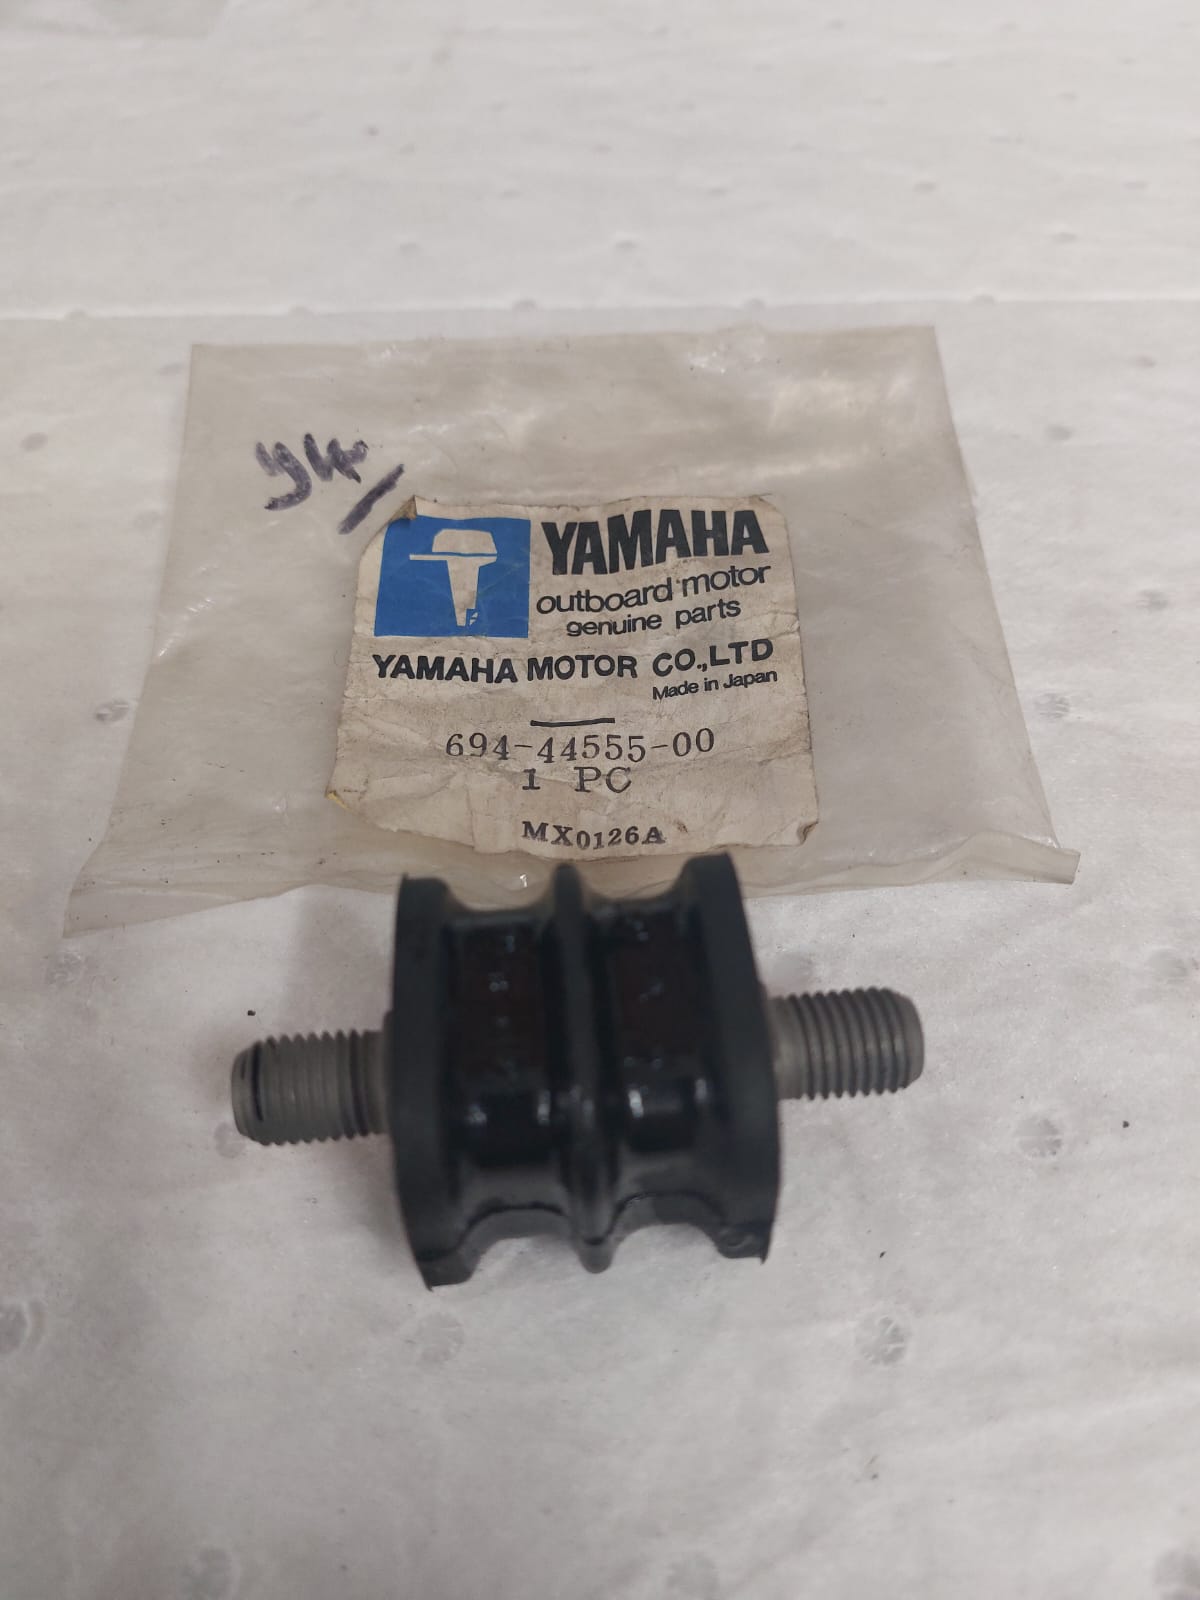 YAMAHA
outboard motor
genuine parts
YAMAHA MOTOR CO.,LTD
Made in Japan
694-44555-00
1 PC
MX0126A